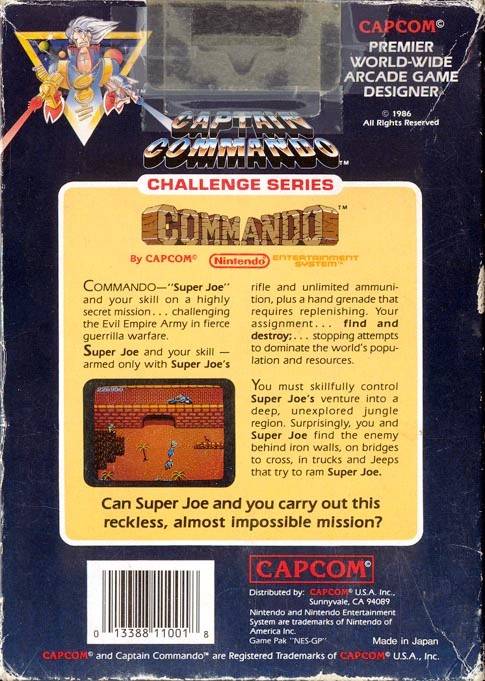 CAPCOM©
PREMIER
WORLD-WIDE
ARCADE GAME
DESIGNER
© 1986
All Rights Reserved
CAPTAIN
COMMANDO™
CHALLENGE SERIES
COMMANDO™
By CAPCOM© Nintendo ENTERTAINMENT
SYSTEM™
COMMANDO—"Super Joe"
and your skill on a highly
secret mission... challenging
the Evil Empire Army in fierce
guerrilla warfare.
Super Joe and your skill —
armed only with Super Joe's
rifle and unlimited ammuni-
tion, plus a hand grenade that
requires replenishing. Your
assignment... find and
destroy;... stopping attempts
to dominate the world's popu-
lation and resources.
You must skillfully control
Super Joe's venture into a
deep, unexplored jungle
region. Surprisingly, you and
Super Joe find the enemy
behind iron walls, on bridges
to cross, in trucks and Jeeps
that try to ram Super Joe.
Can Super Joe and you carry out this
reckless, almost impossible mission?
CAPCOM©
Distributed by: CAPCOM® U.S.A. Inc.,
Sunnyvale, CA 94089
Nintendo and Nintendo Entertainment
System are trademarks of Nintendo of
America Inc.
Game Pak "NES-GP" Made in Japan
0 13388 11001 8
CAPCOM® and Captain Commando™ are Registered Trademarks of CAPCOM® U.S.A., Inc.